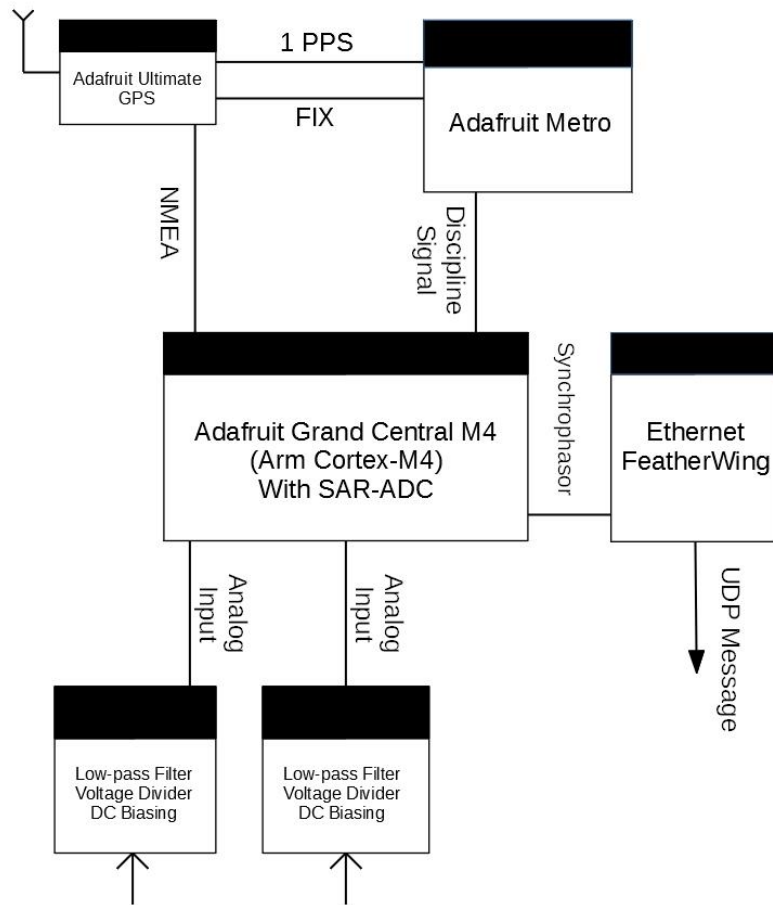 1 PPS
Adafruit Ultimate
GPS
FIX
Adafruit Metro
NMEA
Discipline
Signal
Adafruit Grand Central M4
(Arm Cortex-M4)
With SAR-ADC
Synchrophasor
Ethernet
FeatherWing
Analog
Input
Analog
Input
UDP Message
Low-pass Filter
Voltage Divider
DC Biasing
Low-pass Filter
Voltage Divider
DC Biasing